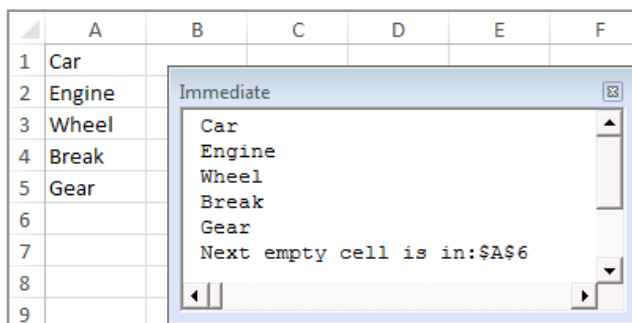 A B C D E F
1 Car
2 Engine
3 Wheel
4 Break
5 Gear
6
7
8
9
Immediate
Car
Engine
Wheel
Break
Gear
Next empty cell is in:$A$6